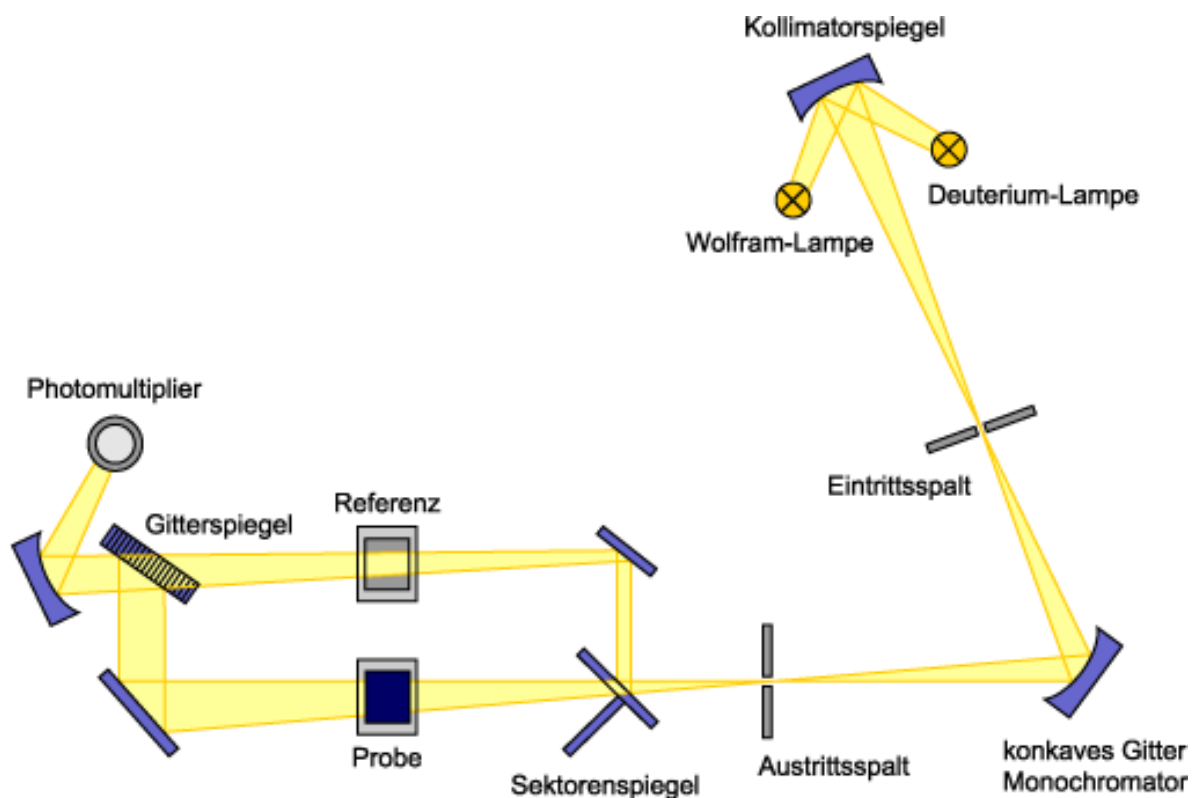 Kollimatorspiegel
Deuterium-Lampe
Wolfram-Lampe
Photomultiplier
Eintrittsspalt
Referenz
Gitterspiegel
Probe
Sektorenspiegel
Austrittsspalt
konkaves Gitter
Monochromator